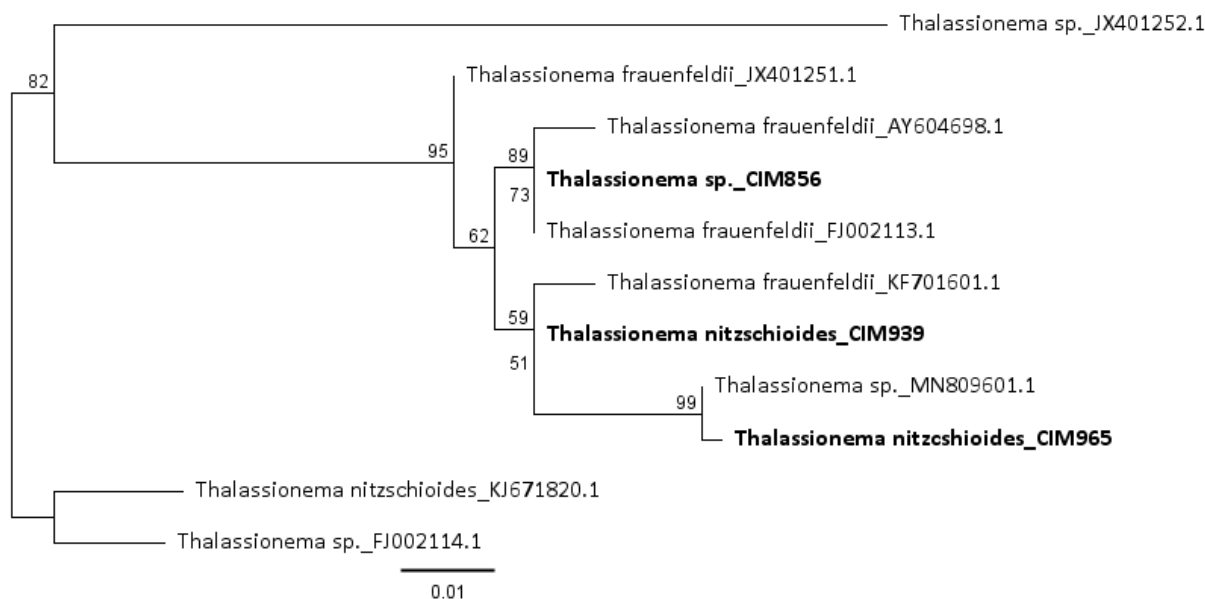 Thalassionema sp._JX401252.1
82
Thalassionema frauenfeldii_JX401251.1
Thalassionema frauenfeldii_AY604698.1
95
89
Thalassionema sp._CIM856
73
Thalassionema frauenfeldii_FJ002113.1
62
Thalassionema frauenfeldii_KF701601.1
59
Thalassionema nitzschioides_CIM939
51
Thalassionema sp._MN809601.1
99
Thalassionema nitzcshioides_CIM965
Thalassionema nitzschioides_KJ671820.1
Thalassionema sp._FJ002114.1
0.01